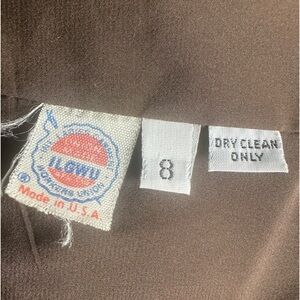 ILGWU
WORKERS UNION
®
Made in U.S.A.
8
DRY CLEAN
ONLY